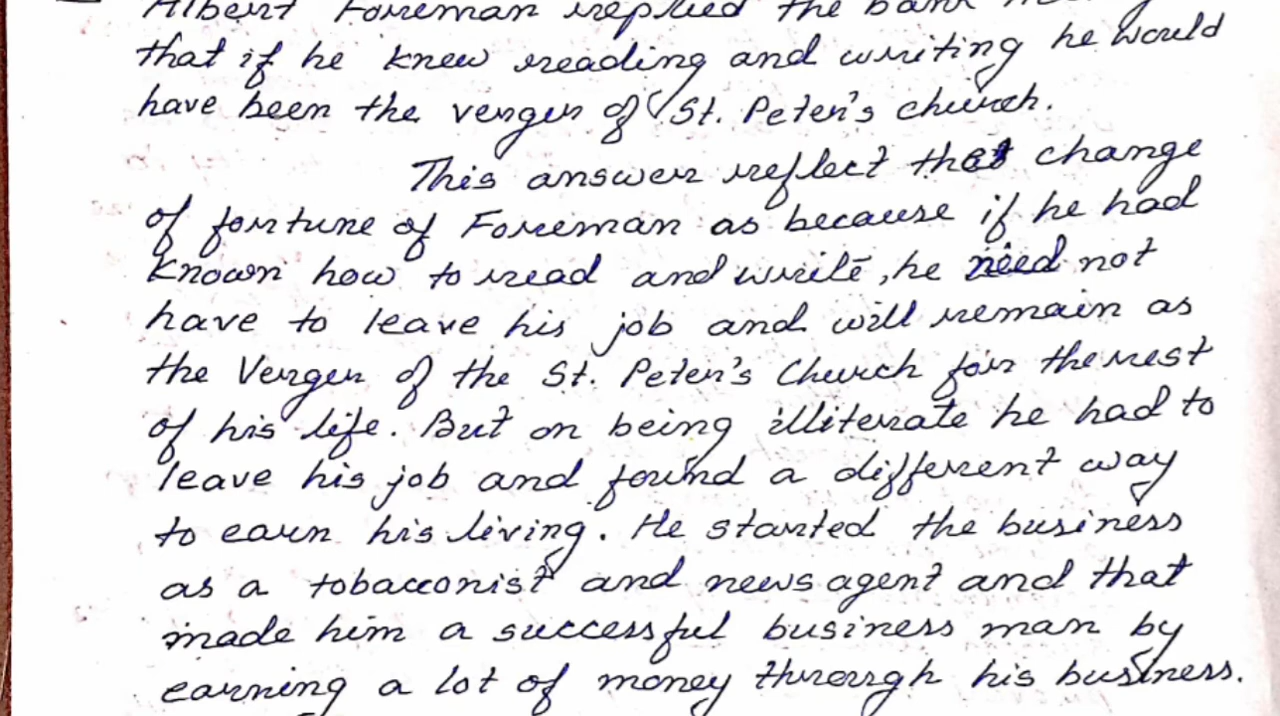 Albert Foreman replied the bank
that if he knew reading and writing he would
have been the verger of St. Peter's church.
This answer reflect that change
of fortune of Foreman as because if he had
known how to read and write, he need not
have to leave his job and will remain as
the Verger of the St. Peter's Church for the rest
of his life. But on being illiterate he had to
leave his job and found a different way
to earn his living. He started the business
as a tobacconist and news agent and that
made him a successful business man by
earning a lot of money through his business.